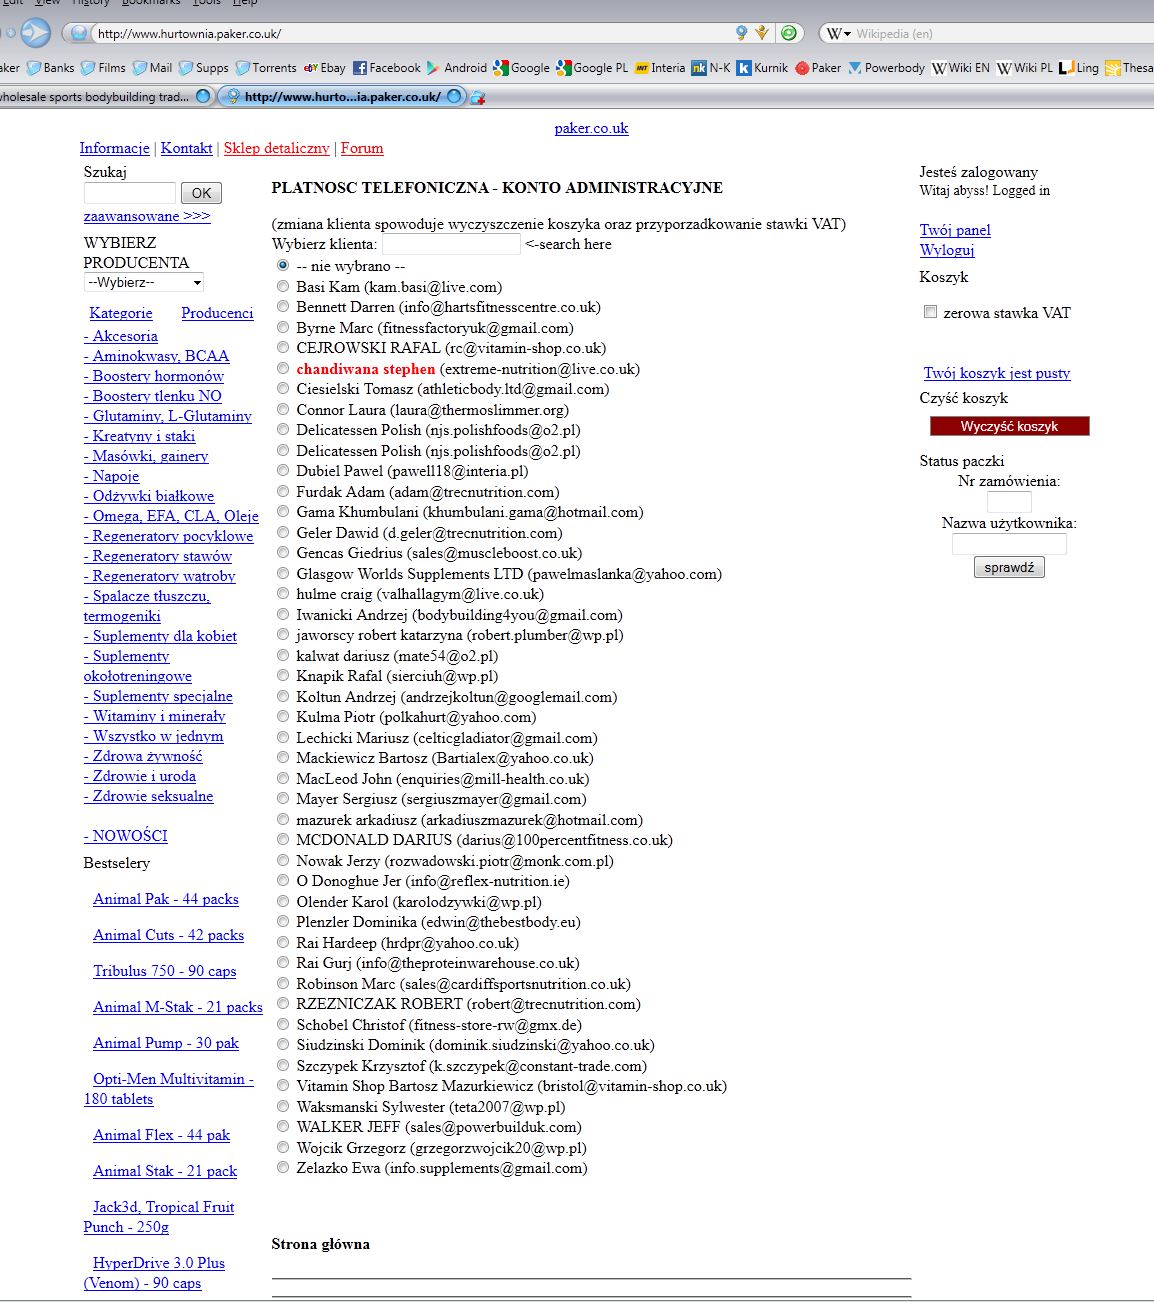 Edit View History Bookmarks Tools Help
http://www.hurtownia.paker.co.uk/
W Wikipedia (en)
Banks Films Mail Supps Torrents ebY Ebay Facebook Android Google Google PL INT Interia nk N-K k Kurnik Paker Powerbody W Wiki EN W Wiki PL Ling
wholesale sports bodybuilding trad... http://www.hurto...ia.paker.co.uk/
paker.co.uk
Informacje | Kontakt | Sklep detaliczny | Forum
Szukaj
OK
zaawansowane >>>
WYBIERZ
PRODUCENTA
--Wybierz--
Kategorie Producenci
- Akcesoria
- Aminokwasy, BCAA
- Boostery hormonów
- Boostery tlenku NO
- Glutaminy, L-Glutaminy
- Kreatyny i staki
- Masówki, gainery
- Napoje
- Odżywki białkowe
- Omega, EFA, CLA, Oleje
- Regeneratory pocyklowe
- Regeneratory stawów
- Regeneratory wątroby
- Spalacze tłuszczu,
termogeniki
- Suplementy dla kobiet
- Suplementy
okołotreningowe
- Suplementy specjalne
- Witaminy i minerały
- Wszystko w jednym
- Zdrowa żywność
- Zdrowie i uroda
- Zdrowie seksualne
- NOWOŚCI
Bestselery
Animal Pak - 44 packs
Animal Cuts - 42 packs
Tribulus 750 - 90 caps
Animal M-Stak - 21 packs
Animal Pump - 30 pak
Opti-Men Multivitamin -
180 tablets
Animal Flex - 44 pak
Animal Stak - 21 pack
Jack3d, Tropical Fruit
Punch - 250g
HyperDrive 3.0 Plus
(Venom) - 90 caps
PLATNOSC TELEFONICZNA - KONTO ADMINISTRACYJNE
(zmiana klienta spowoduje wyczyszczenie koszyka oraz przyporzadkowanie stawki VAT)
Wybierz klienta: <-search here
-- nie wybrano --
Basi Kam (kam.basi@live.com)
Bennett Darren (info@hartsfitnesscentre.co.uk)
Byrne Marc (fitnessfactoryuk@gmail.com)
CEJROWSKI RAFAL (rc@vitamin-shop.co.uk)
chandiwana stephen (extreme-nutrition@live.co.uk)
Ciesielski Tomasz (athleticbody.ltd@gmail.com)
Connor Laura (laura@thermoslimmer.org)
Delicatessen Polish (njs.polishfoods@o2.pl)
Delicatessen Polish (njs.polishfoods@o2.pl)
Dubiel Pawel (pawell18@interia.pl)
Furdak Adam (adam@trecnutrition.com)
Gama Khumbulani (khumbulani.gama@hotmail.com)
Geler Dawid (d.geler@trecnutrition.com)
Gencas Giedrius (sales@muscleboost.co.uk)
Glasgow Worlds Supplements LTD (pawelmaslanka@yahoo.com)
hulme craig (valhallagym@live.co.uk)
Iwanicki Andrzej (bodybuilding4you@gmail.com)
jaworscy robert katarzyna (robert.plumber@wp.pl)
kalwat dariusz (mate54@o2.pl)
Knapik Rafal (sierciuh@wp.pl)
Koltun Andrzej (andrzejkoltun@googlemail.com)
Kulma Piotr (polkahurt@yahoo.com)
Lechicki Mariusz (celticgladiator@gmail.com)
Mackiewicz Bartosz (Bartialex@yahoo.co.uk)
MacLeod John (enquiries@mill-health.co.uk)
Mayer Sergiusz (sergiuszmayer@gmail.com)
mazurek arkadiusz (arkadiuszmazurek@hotmail.com)
MCDONALD DARIUS (darius@100percentfitness.co.uk)
Nowak Jerzy (rozwadowski.piotr@monk.com.pl)
O Donoghue Jer (info@reflex-nutrition.ie)
Olender Karol (karolodzywki@wp.pl)
Plenzler Dominika (edwin@thebestbody.eu)
Rai Hardeep (hrdpr@yahoo.co.uk)
Rai Gurj (info@theproteinwarehouse.co.uk)
Robinson Marc (sales@cardiffsportsnutrition.co.uk)
RZEZNICZAK ROBERT (robert@trecnutrition.com)
Schobel Christof (fitness-store-rw@gmx.de)
Siudzinski Dominik (dominik.siudzinski@yahoo.co.uk)
Szczypek Krzysztof (k.szczypek@constant-trade.com)
Vitamin Shop Bartosz Mazurkiewicz (bristol@vitamin-shop.co.uk)
Waksmanski Sylwester (teta2007@wp.pl)
WALKER JEFF (sales@powerbuilduk.com)
Wojcik Grzegorz (grzegorzwojcik20@wp.pl)
Zelazko Ewa (info.supplements@gmail.com)
Strona główna
Jesteś zalogowany
Witaj abyss! Logged in
Twój panel
Wyloguj
Koszyk
zerowa stawka VAT
Twój koszyk jest pusty
Czyść koszyk
Wyczyść koszyk
Status paczki
Nr zamówienia:
Nazwa użytkownika:
sprawdź